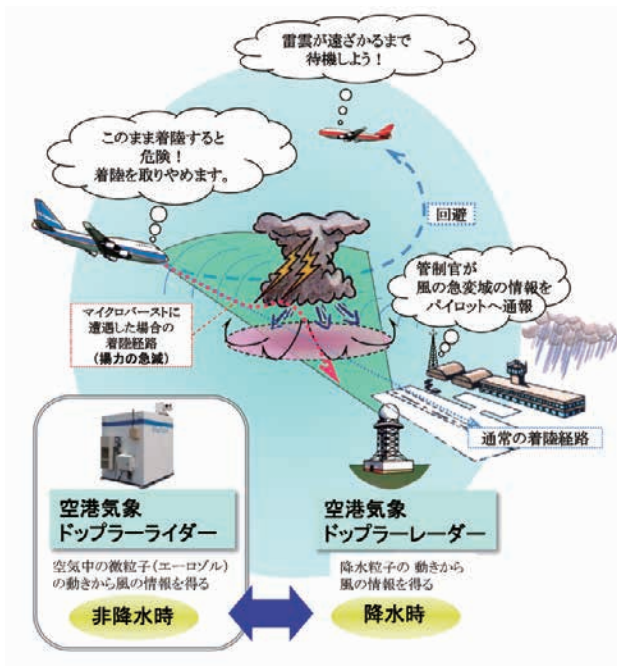 雷雲が遠ざかるまで
待機しよう！
このまま着陸すると
危険！
着陸を取りやめます。
回避
管制官が
風の急変域の情報を
パイロットへ通報
マイクロバーストに
遭遇した場合の
着陸経路
(揚力の急減)
通常の着陸経路
空港気象
ドップラーライダー
空気中の微粒子(エーロゾル)
の動きから風の情報を得る
非降水時
空港気象
ドップラーレーダー
降水粒子の 動きから
風の情報を得る
降水時